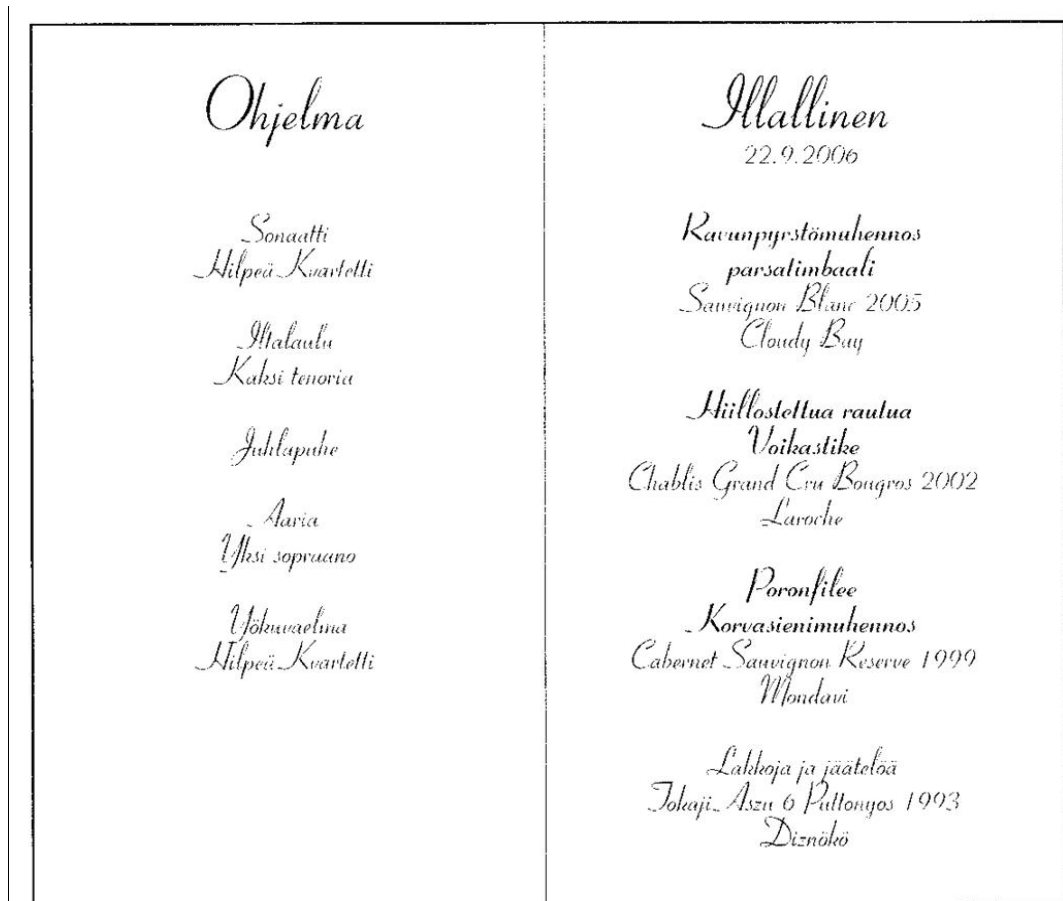 Ohjelma
Sonaatti
Hilpeä Kvartetti
Iltalaulu
Kaksi tenoria
Juhlapuhe
Aaria
Yksi sopraano
Yökuvaelma
Hilpeä Kvartetti
Illallinen
22.9.2006
Ravunpyrstömuhennos
parsatimbaali
Sauvignon Blanc 2005
Cloudy Bay
Hiillostettua rautua
Voikastike
Chablis Grand Cru Bougros 2002
Laroche
Poronfilee
Korvasienimuhennos
Cabernet Sauvignon Reserve 1999
Mondavi
Lakkoja ja jäätelöä
Tokaji Aszu 6 Puttonyos 1993
Diznökö